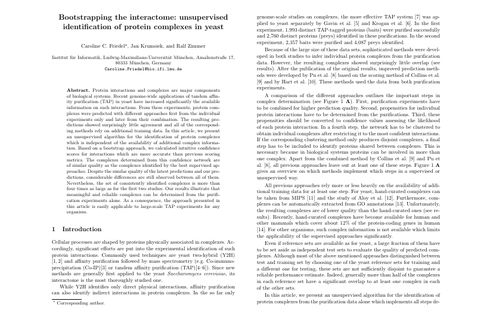 Bootstrapping the interactome: unsupervised
identification of protein complexes in yeast
Caroline C. Friedel*, Jan Krumsiek, and Ralf Zimmer
Institut für Informatik, Ludwig-Maximilians-Universität München, Amalienstraße 17,
80333 München, Germany
Caroline.Friedel@bio.ifi.lmu.de
Abstract. Protein interactions and complexes are major components
of biological systems. Recent genome-wide applications of tandem affinity
purification (TAP) in yeast have increased significantly the available
information on such interactions. From these experiments, protein complexes
were predicted with different approaches first from the individual
experiments only and later from their combination. The resulting predictions
showed surprisingly little agreement and all of the corresponding
methods rely on additional training data. In this article, we present
an unsupervised algorithm for the identification of protein complexes
which is independent of the availability of additional complex information.
Based on a bootstrap approach, we calculated intuitive confidence
scores for interactions which are more accurate than previous scoring
metrics. The complexes determined from this confidence network are
of similar quality as the complexes identified by the best supervised approaches.
Despite the similar quality of the latest predictions and our predictions,
considerable differences are still observed between all of them.
Nevertheless, the set of consistently identified complexes is more than
four times as large as for the first two studies. Our results illustrate that
meaningful and reliable complexes can be determined from the purification
experiments alone. As a consequence, the approach presented in
this article is easily applicable to large-scale TAP experiments for any
organism.
1 Introduction
Cellular processes are shaped by proteins physically associated in complexes. Accordingly,
significant efforts are put into the experimental identification of such
protein complexes. Commonly used techniques are yeast two-hybrid (Y2H)
[1, 2] and affinity purification followed by mass spectrometry (e.g. Co-immuno-
precipitation (Co-IP)[3] or tandem affinity purification (TAP)[4–6]). Since new
methods are generally first applied to the yeast Saccharomyces cerevisiae, its
interactome is the most thoroughly studied one.
While Y2H identifies only direct physical interactions, affinity purification
can also identify indirect interactions in protein complexes. In the so far only
* Corresponding author.
genome-scale studies on complexes, the more effective TAP system [7] was applied
to yeast separately by Gavin et al. [5] and Krogan et al. [6]. In the first
experiment, 1,993 distinct TAP-tagged proteins (baits) were purified successfully
and 2,760 distinct proteins (preys) identified in these purifications. In the second
experiment, 2,357 baits were purified and 4,087 preys identified.
Because of the large size of these data sets, sophisticated methods were developed
in both studies to infer individual protein complexes from the purification
data. However, the resulting complexes showed surprisingly little overlap (see
results). After the publication of the original results, improved prediction methods
were developed by Pu et al. [8] based on the scoring method of Collins et al.
[9] and by Hart et al. [10]. These methods used the data from both purification
experiments.
A comparison of the different approaches outlines the important steps in
complex determination (see Figure 1 A). First, purification experiments have
to be combined for higher prediction quality. Second, propensities for individual
protein interactions have to be determined from the purifications. Third, these
propensities should be converted to confidence values assessing the likelihood
of each protein interaction. In a fourth step, the network has to be clustered to
obtain individual complexes after restricting it to the most confident interactions.
If the corresponding clustering method only produces disjoint complexes, a final
step has to be included to identify proteins shared between complexes. This is
necessary because in biological systems proteins can be involved in more than
one complex. Apart from the combined method by Collins et al. [9] and Pu et al.
[8], all previous approaches leave out at least one of these steps. Figure 1 A
gives an overview on which methods implement which steps in a supervised or
unsupervised way.
All previous approaches rely more or less heavily on the availability of additional
training data for at least one step. For yeast, hand-curated complexes can
be taken from MIPS [11] and the study of Aloy et al. [12]. Furthermore, complexes
can be automatically extracted from GO annotations [13]. Unfortunately,
the resulting complexes are of lower quality than the hand-curated ones (see results).
Recently, hand-curated complexes have become available for human and
other mammals which cover about 12% of the protein-coding genes in human
[14]. For other organisms, such complex information is not available which limits
the applicability of the supervised approaches significantly.
Even if reference sets are available as for yeast, a large fraction of them have
to be set aside as independent test sets to evaluate the quality of predicted complexes.
Although most of the above mentioned approaches distinguished between
test and training set by choosing one of the yeast reference sets for training and
a different one for testing, these sets are not sufficiently disjoint to guarantee a
reliable performance estimate. Indeed, generally more than half of the complexes
in each reference set have a significant overlap to at least one complex in each
of the other sets.
In this article, we present an unsupervised algorithm for the identification of
protein complexes from the purification data alone which implements all steps de-